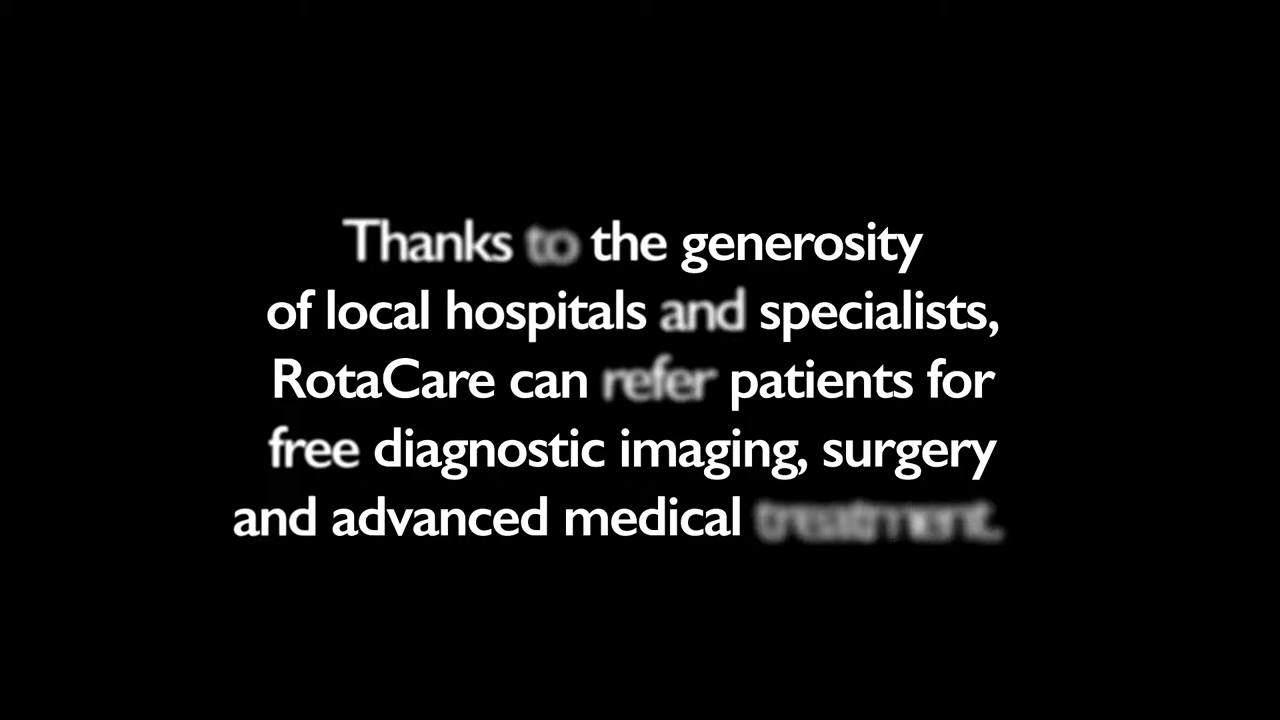 Thanks to the generosity
of local hospitals and specialists,
RotaCare can refer patients for
free diagnostic imaging, surgery
and advanced medical treatment.